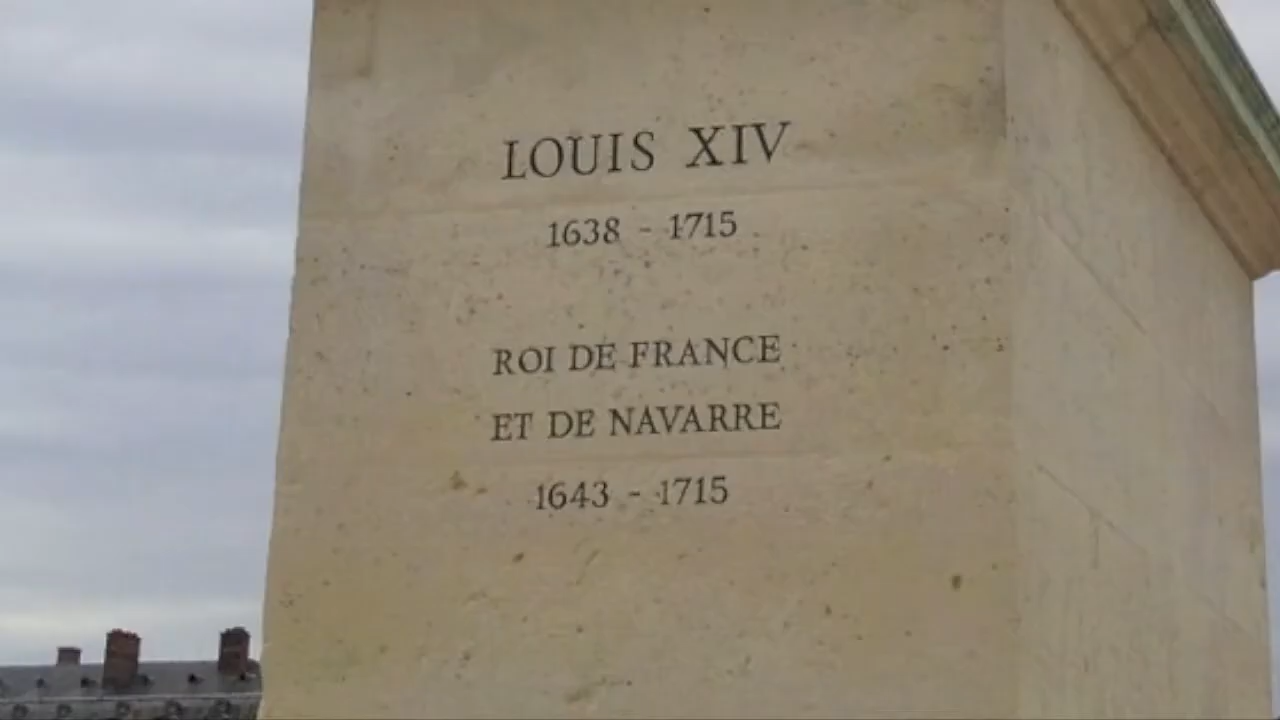 LOUIS XIV
1638 - 1715
ROI DE FRANCE
ET DE NAVARRE
1643 - 1715